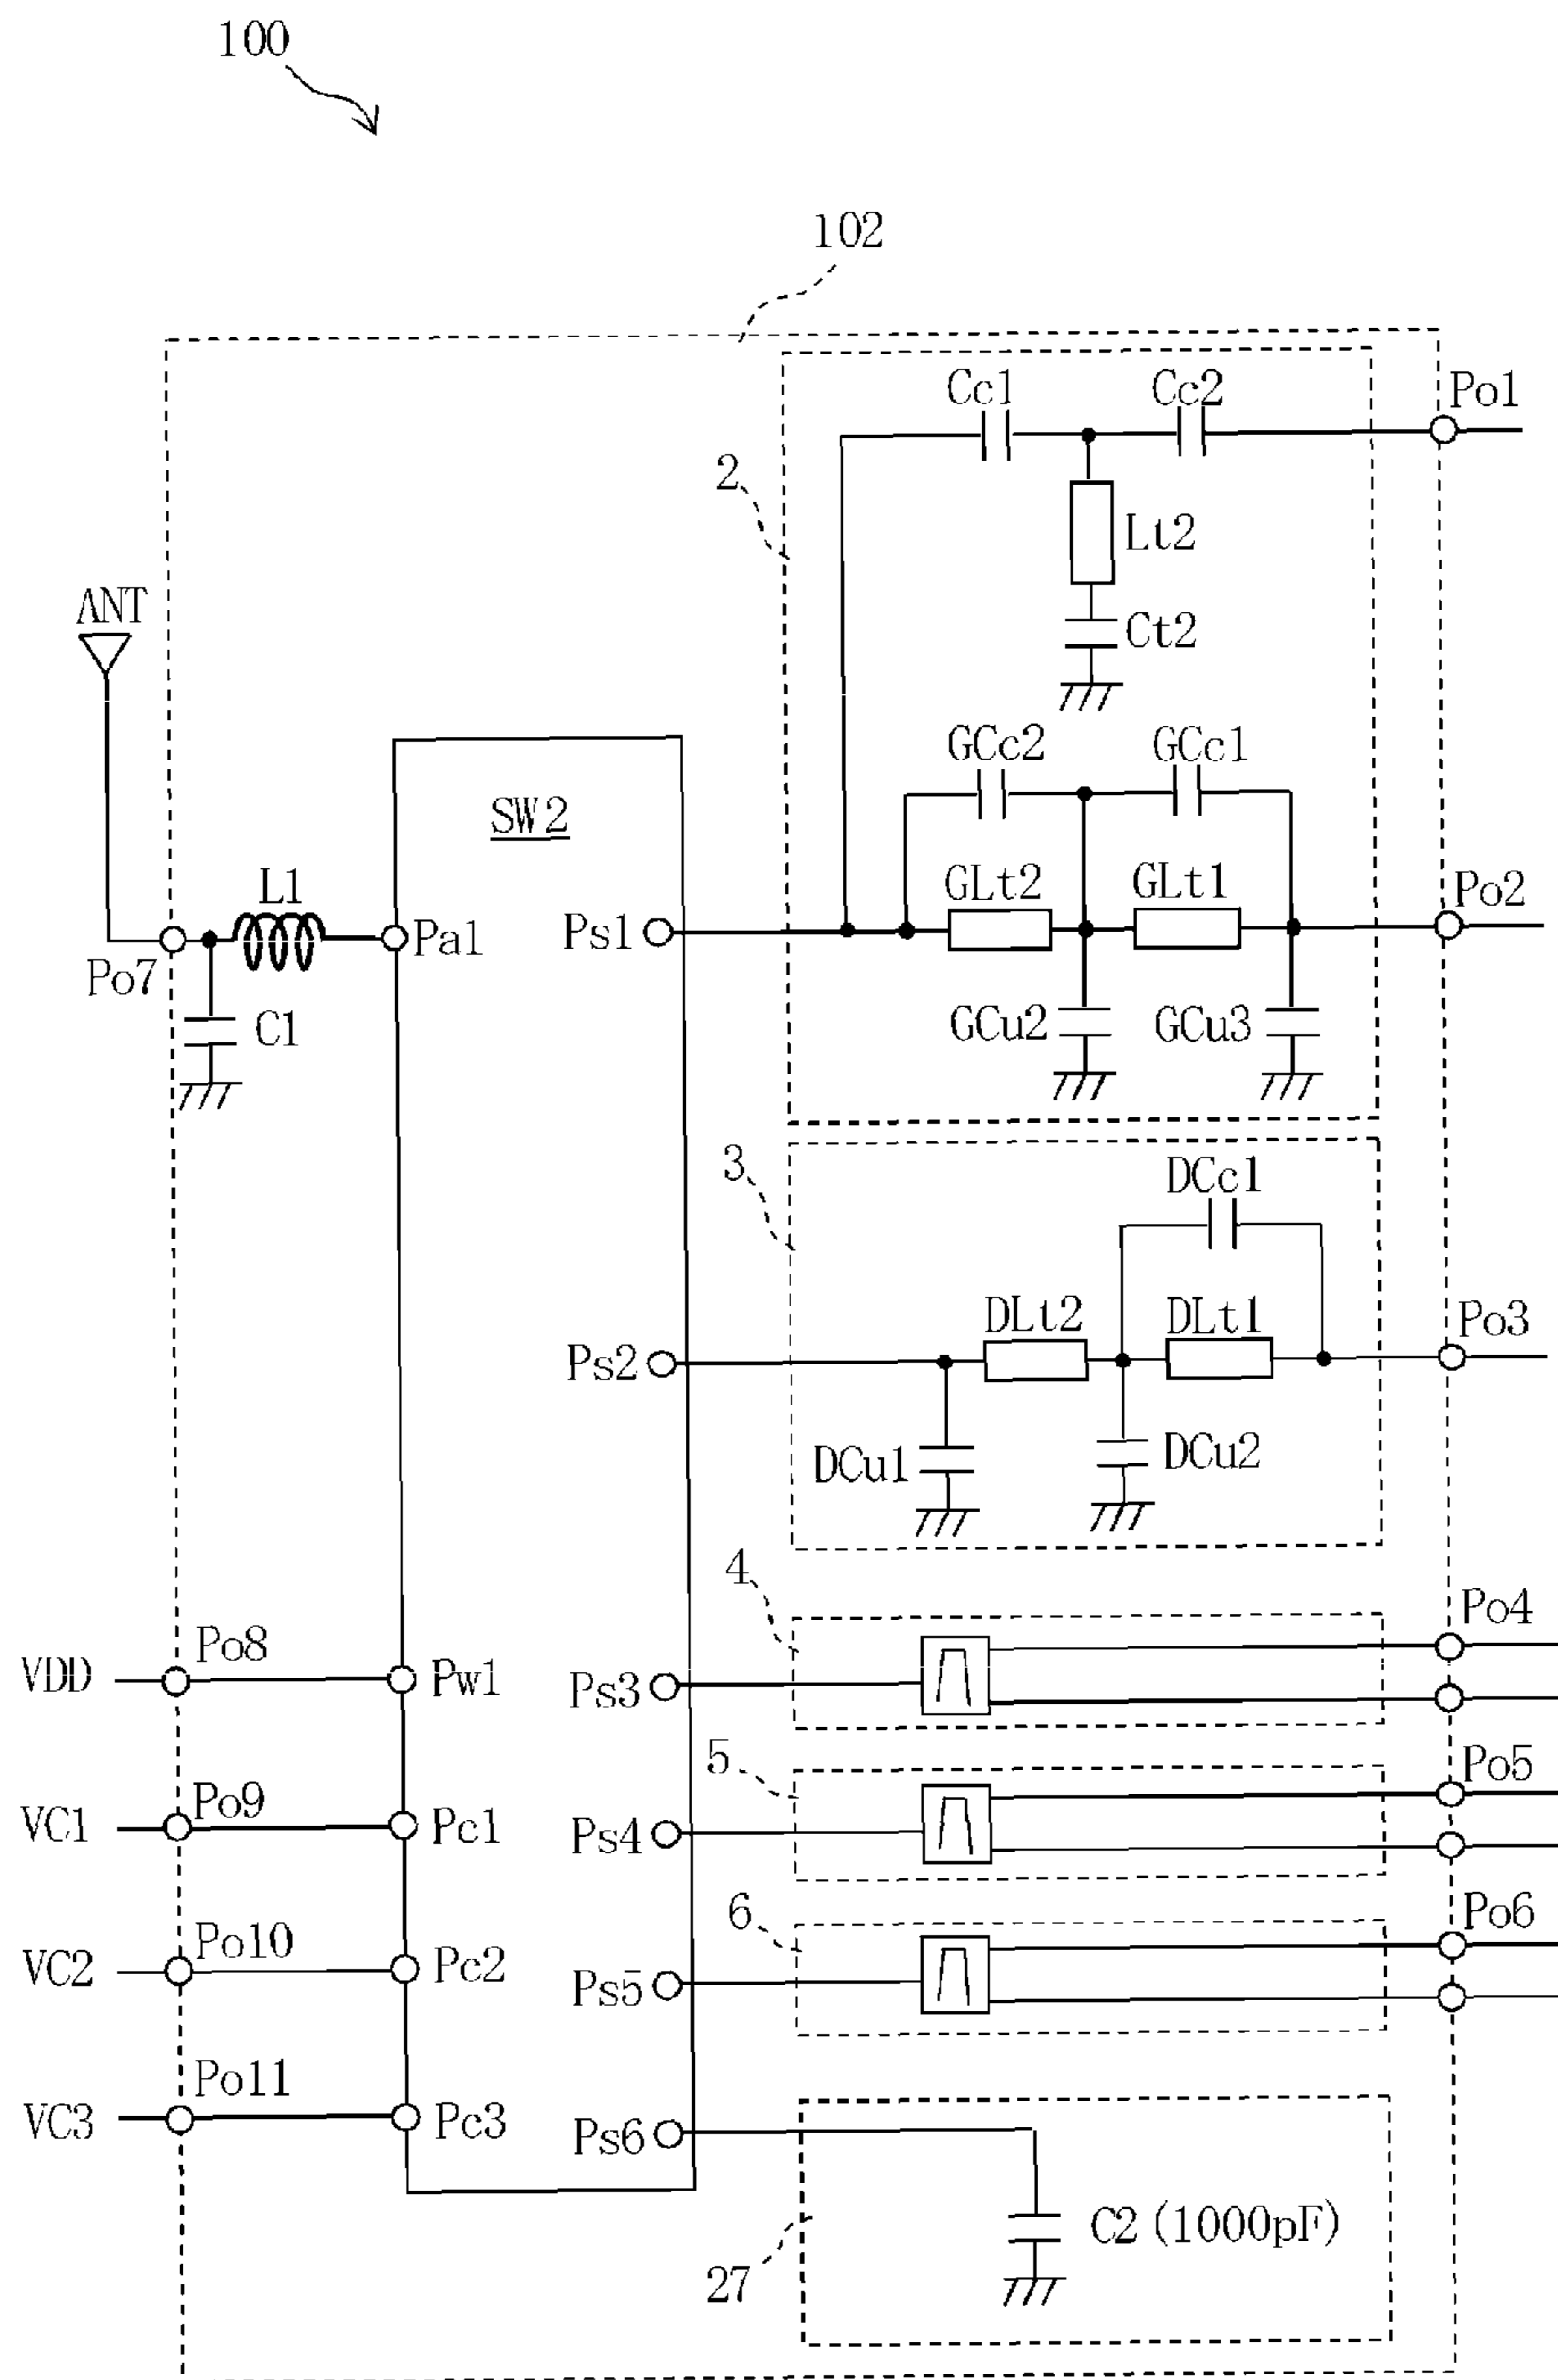 100
102
Cc1
Cc2
Po1
2
Lt2
ANT
Ct2
GCc2
GCc1
SW2
L1
GLt2
GLt1
Po2
Pa1
Ps1
Po7
C1
GCu2
GCu3
3
DCc1
DLt2
DLt1
Po3
Ps2
DCu1
DCu2
4
Po4
Po8
VDD
Pw1
Ps3
5
Po5
Po9
VC1
Pc1
Ps4
6
Po6
Po10
VC2
Pc2
Ps5
Po11
VC3
Pc3
Ps6
C2 (1000pF)
27